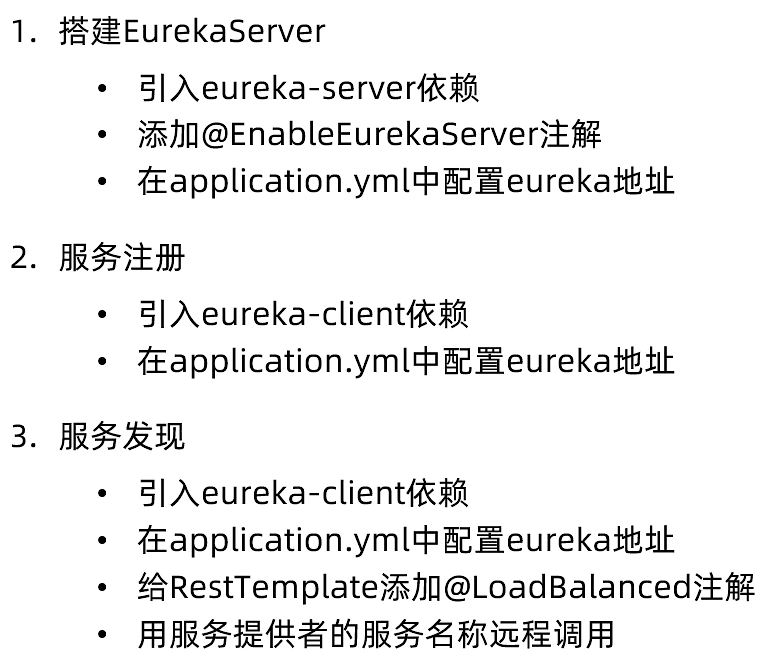 1. 搭建EurekaServer
• 引入eureka-server依赖
• 添加@EnableEurekaServer注解
• 在application.yml中配置eureka地址
2. 服务注册
• 引入eureka-client依赖
• 在application.yml中配置eureka地址
3. 服务发现
• 引入eureka-client依赖
• 在application.yml中配置eureka地址
• 给RestTemplate添加@LoadBalanced注解
• 用服务提供者的服务名称远程调用